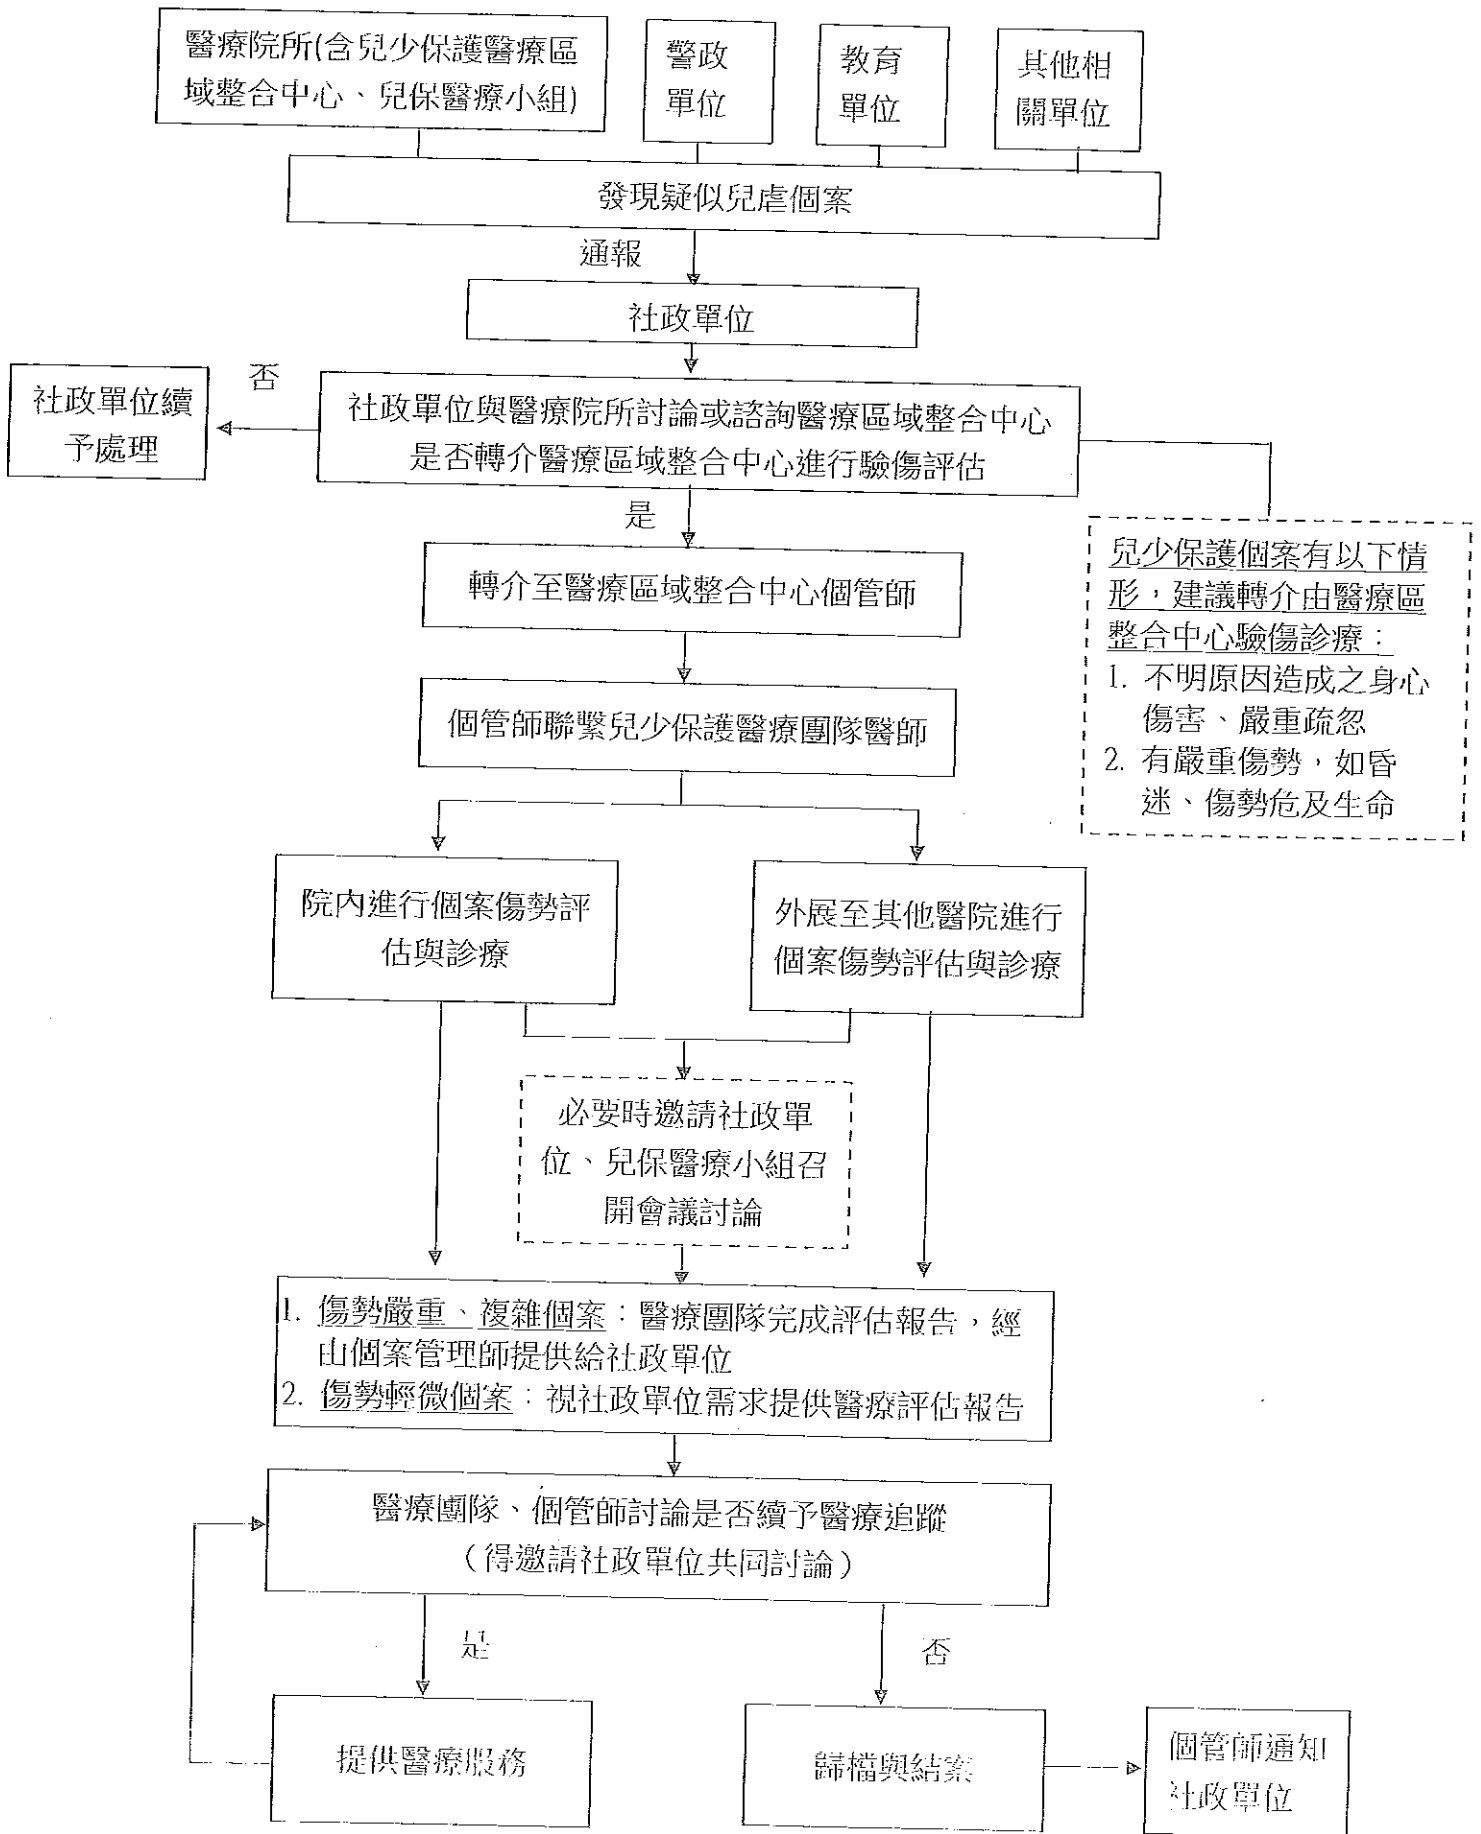 醫療院所(含兒少保護醫療區
域整合中心、兒保醫療小組)
警政
單位
教育
單位
其他相
關單位
發現疑似兒虐個案
通報
社政單位
否
社政單位續
予處理
社政單位與醫療院所討論或諮詢醫療區域整合中心
是否轉介醫療區域整合中心進行驗傷評估
是
轉介至醫療區域整合中心個管師
兒少保護個案有以下情
形，建議轉介由醫療區
整合中心驗傷診療：
1. 不明原因造成之身心
傷害、嚴重疏忽
2. 有嚴重傷勢，如昏
迷、傷勢危及生命
個管師聯繫兒少保護醫療團隊醫師
院內進行個案傷勢評
估與診療
外展至其他醫院進行
個案傷勢評估與診療
必要時邀請社政單
位、兒保醫療小組召
開會議討論
1. 傷勢嚴重、複雜個案：醫療團隊完成評估報告，經
由個案管理師提供給社政單位
2. 傷勢輕微個案：視社政單位需求提供醫療評估報告
醫療團隊、個管師討論是否續予醫療追蹤
（得邀請社政單位共同討論）
是
否
提供醫療服務
歸檔與結案
個管師通知
社政單位